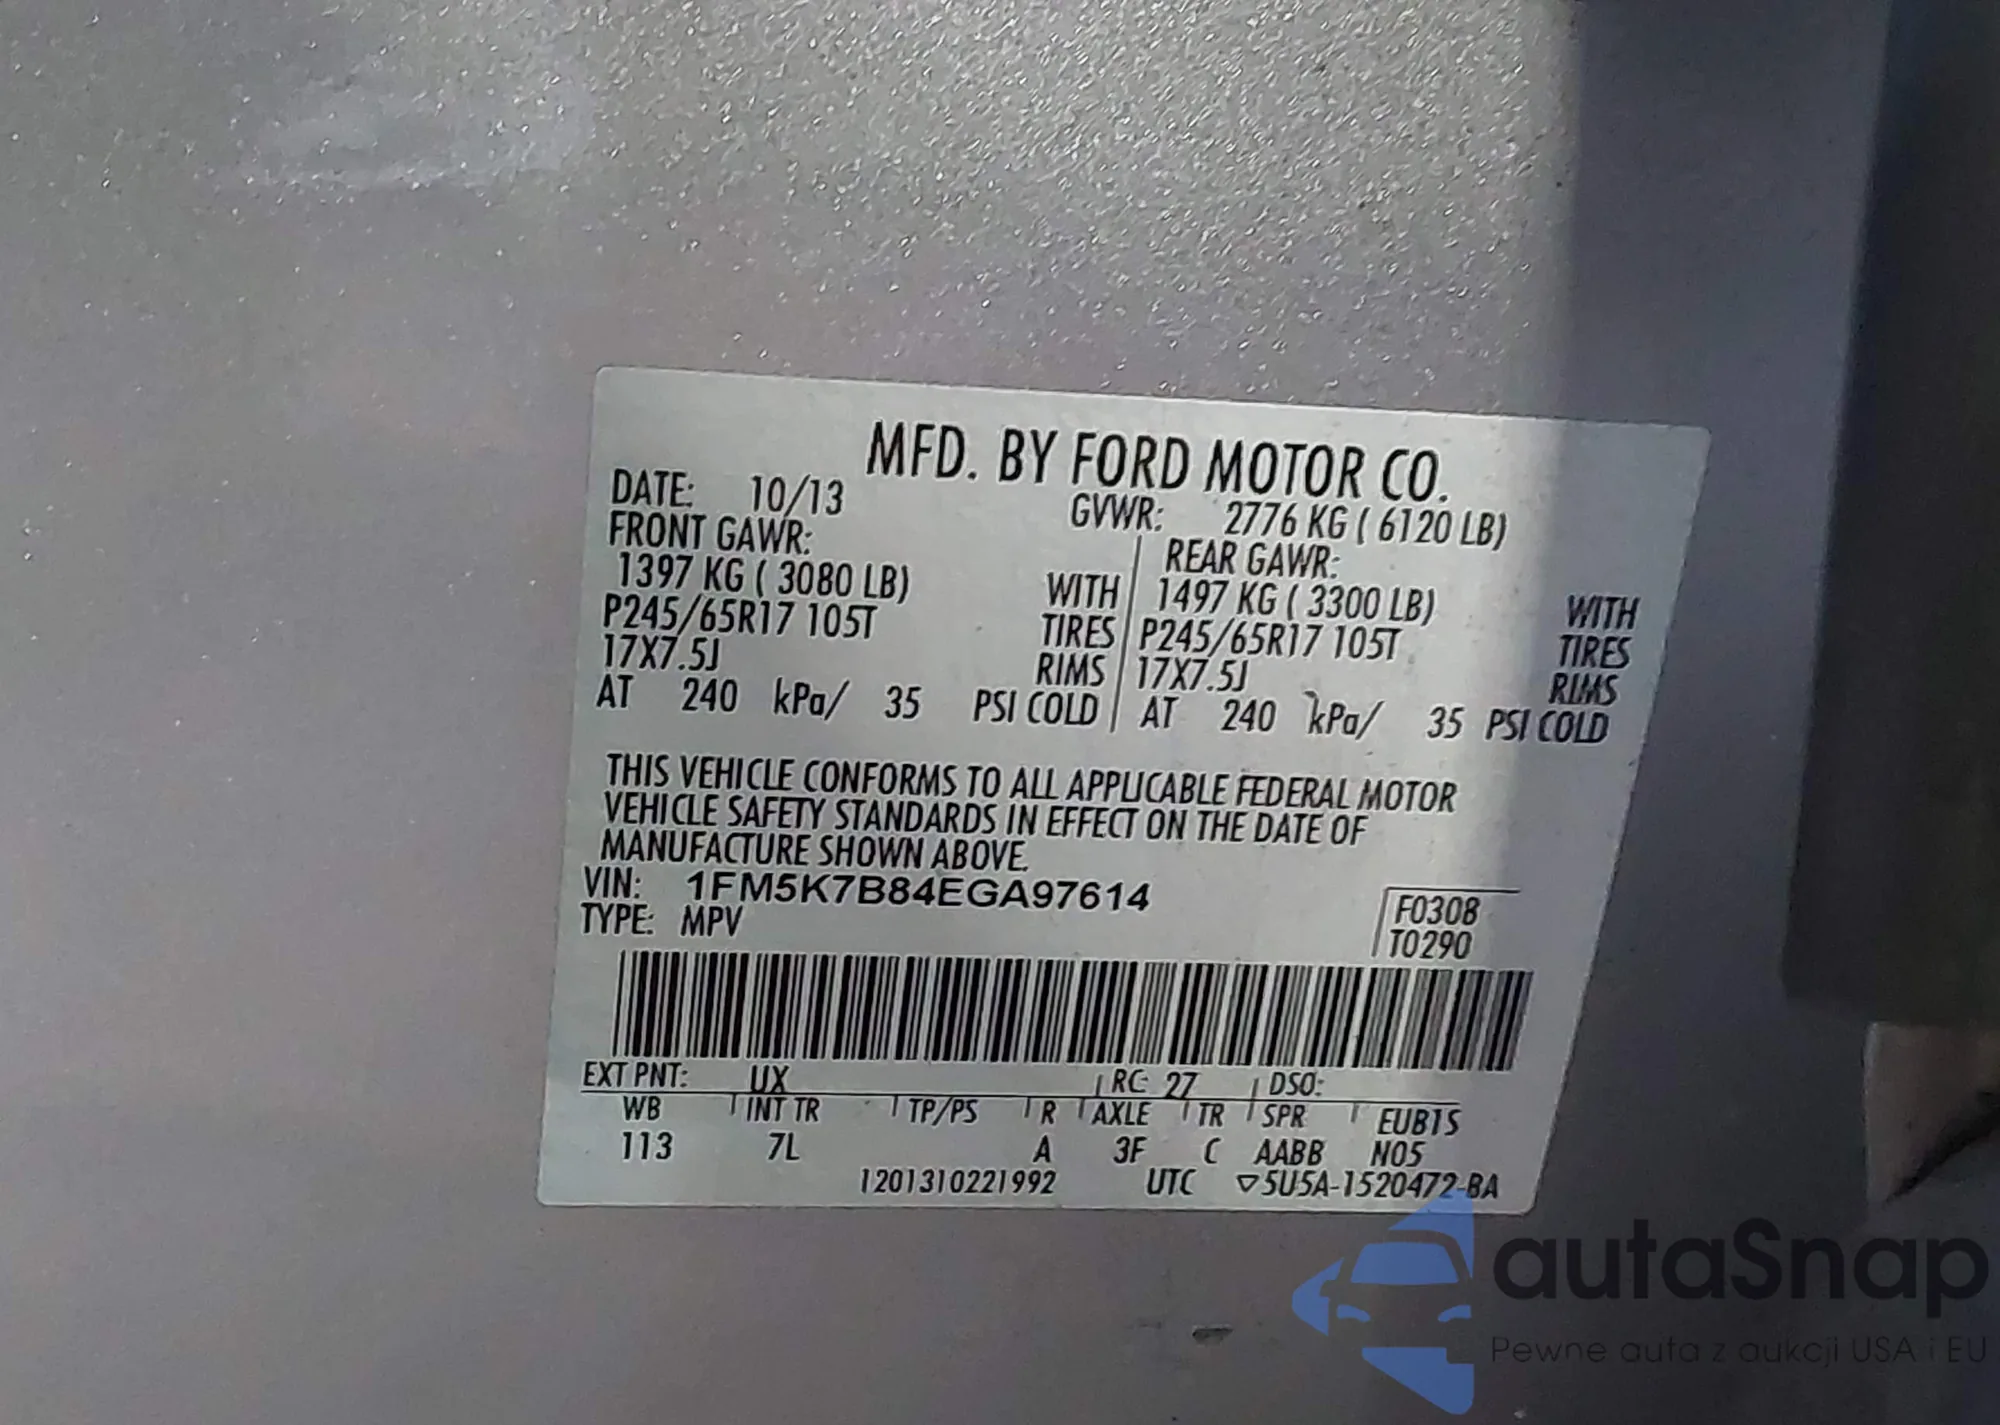 MFD. BY FORD MOTOR CO.
DATE: 10/13 GVWR: 2776 KG ( 6120 LB)
FRONT GAWR: REAR GAWR:
1397 KG ( 3080 LB) WITH 1497 KG ( 3300 LB) WITH
P245/65R17 105T TIRES P245/65R17 105T TIRES
17X7.5J RIMS 17X7.5J RIMS
AT 240 kPa/ 35 PSI COLD AT 240 kPa/ 35 PSI COLD
THIS VEHICLE CONFORMS TO ALL APPLICABLE FEDERAL MOTOR
VEHICLE SAFETY STANDARDS IN EFFECT ON THE DATE OF
MANUFACTURE SHOWN ABOVE.
VIN: 1FM5K7B84EGA97614
TYPE: MPV
F0308
T0290
EXT PNT: UX RC: 27 DSO:
WB INT TR TP/PS R AXLE TR SPR EUB1S
113 7L A 3F C AABB N05
1201310221992 UTC ▽5U5A-1520472-BA
autaSnap
Pewne auta z aukcji USA i EU